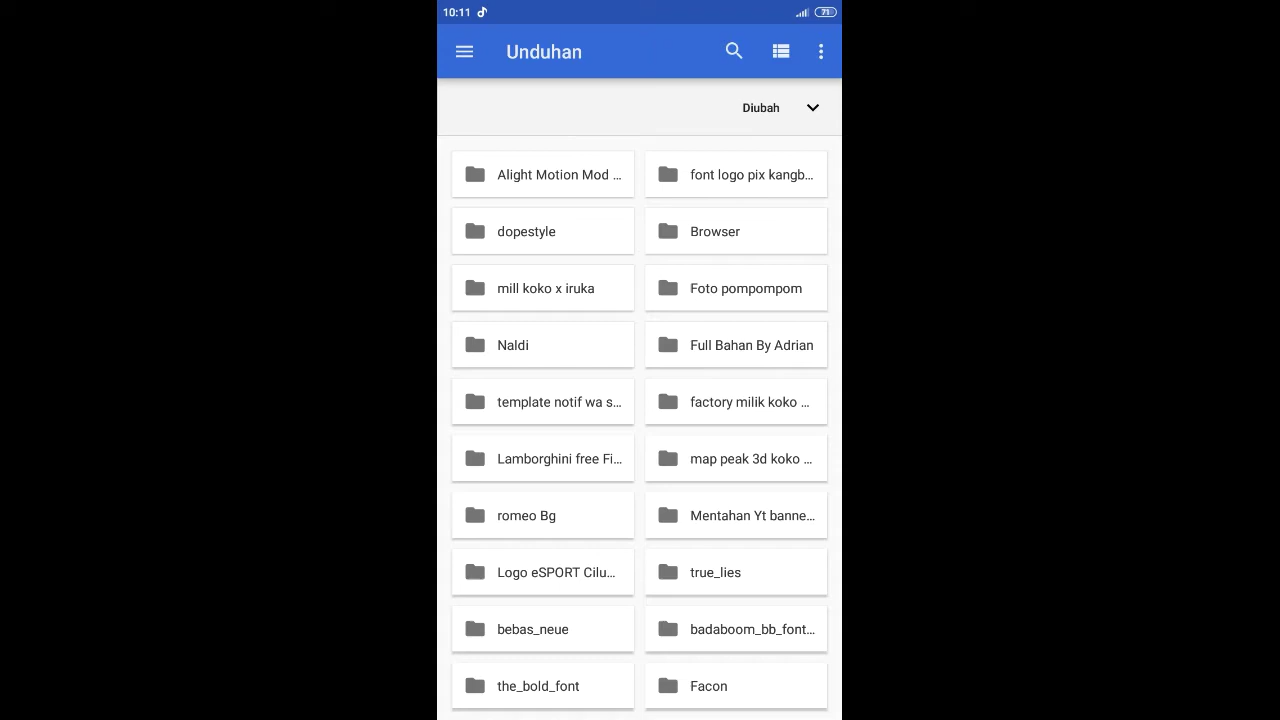 10:11 71
Unduhan
Diubah
Alight Motion Mod ...
font logo pix kangb...
dopestyle
Browser
mill koko x iruka
Foto pompompom
Naldi
Full Bahan By Adrian
template notif wa s...
factory milik koko ...
Lamborghini free Fi...
map peak 3d koko ...
romeo Bg
Mentahan Yt banne...
Logo eSPORT Cilu...
true_lies
bebas_neue
badaboom_bb_font...
the_bold_font
Facon